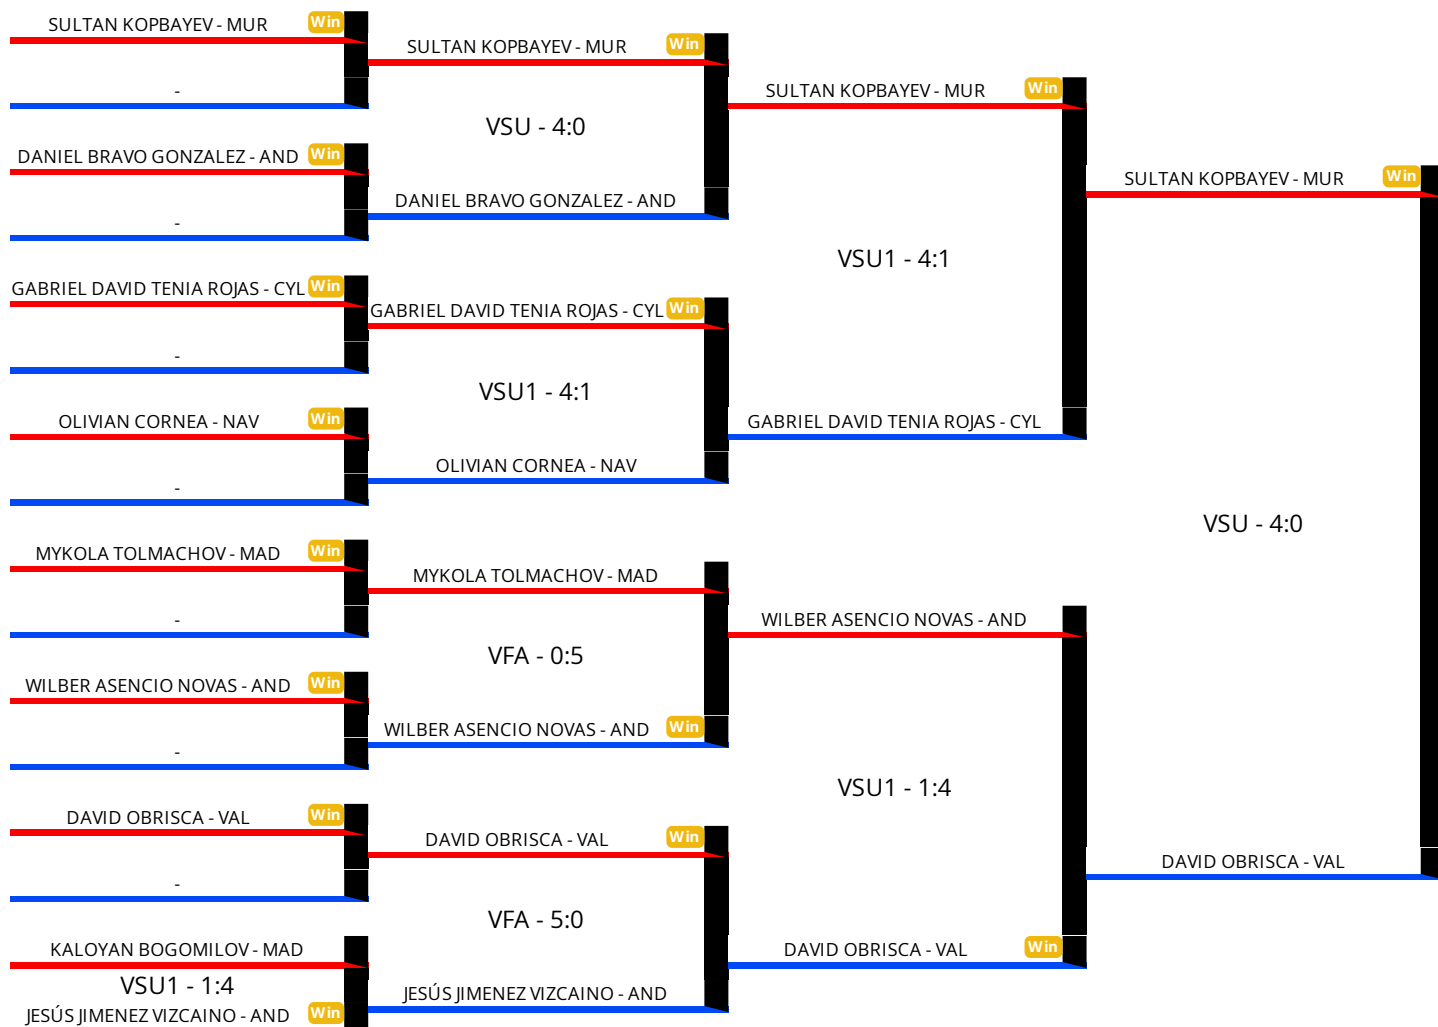 SULTAN KOPBAYEV - MUR Win
-
DANIEL BRAVO GONZALEZ - AND Win
-
GABRIEL DAVID TENIA ROJAS - CYL Win
-
OLIVIAN CORNEA - NAV Win
-
MYKOLA TOLMACHOV - MAD Win
-
WILBER ASENCIO NOVAS - AND Win
-
DAVID OBRISCA - VAL Win
-
KALOYAN BOGOMILOV - MAD
VSU1 - 1:4
JESÚS JIMENEZ VIZCAINO - AND Win
SULTAN KOPBAYEV - MUR Win
VSU - 4:0
DANIEL BRAVO GONZALEZ - AND
GABRIEL DAVID TENIA ROJAS - CYL Win
VSU1 - 4:1
OLIVIAN CORNEA - NAV
MYKOLA TOLMACHOV - MAD
VFA - 0:5
WILBER ASENCIO NOVAS - AND Win
DAVID OBRISCA - VAL Win
VFA - 5:0
JESÚS JIMENEZ VIZCAINO - AND
SULTAN KOPBAYEV - MUR Win
VSU1 - 4:1
GABRIEL DAVID TENIA ROJAS - CYL
WILBER ASENCIO NOVAS - AND
VSU1 - 1:4
DAVID OBRISCA - VAL Win
SULTAN KOPBAYEV - MUR Win
VSU - 4:0
DAVID OBRISCA - VAL